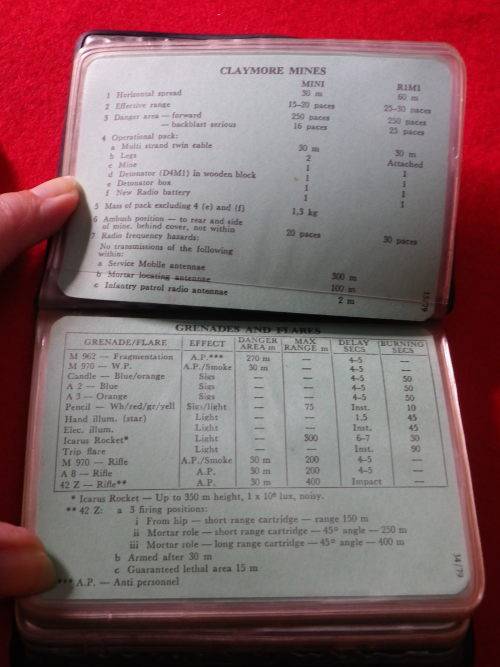 CLAYMORE MINES
MINI R1M1
1 Horizontal spread 30 m 60 m
2 Effective range 15–20 paces 25–30 paces
3 Danger area — forward 250 paces 250 paces
— backblast serious 16 paces 25 paces
4 Operational pack:
a Multi strand twin cable 30 m 30 m
b Legs 2 Attached
c Mine 1 1
d Detonator (D4M1) in wooden block 1 1
e Detonator box 1 1
f New Radio battery 1 1
5 Mass of pack excluding 4 (e) and (f) 1,3 kg
6 Ambush position — to rear and side
of mine, behind cover, not within 20 paces 30 paces
7 Radio frequency hazards:
No transmissions of the following
within:
a Service Mobile antennae 300 m
b Mortar locating antennae 100 m
c Infantry patrol radio antennae 2 m
GRENADES AND FLARES
GRENADE/FLARE EFFECT DANGER AREA m MAX RANGE m DELAY SECS BURNING SECS
M 962 — Fragmentation A.P.*** 270 m — 4–5 —
M 970 — W.P. A.P./Smoke 30 m — 4–5 —
Candle — Blue/orange Sigs — — — 50
A 2 — Blue Sigs — — 4–5 50
A 3 — Orange Sigs — — 4–5 50
Pencil — Wh/red/gr/yell Sigs/light — 75 Inst. 10
Hand illum. (star) Light — — 1.5 45
Elec. illum. Light — — Inst. 45
Icarus Rocket* Light — 300 6–7 30
Trip flare Light — — Inst. 90
M 970 — Rifle A.P./Smoke 30 m 200 4–5 —
A 8 — Rifle A.P. 30 m 200 4–5 —
42 Z — Rifle** A.P. 30 m 400 Impact —
* Icarus Rocket — Up to 350 m height, 1 x 10⁶ lux, noisy.
** 42 Z: a 3 firing positions:
i From hip — short range cartridge — range 150 m
ii Mortar role — short range cartridge — 45° angle — 250 m
iii Mortar role — long range cartridge — 45° angle — 400 m
b Armed after 30 m
c Guaranteed lethal area 15 m
*** A.P. — Anti personnel
34/79